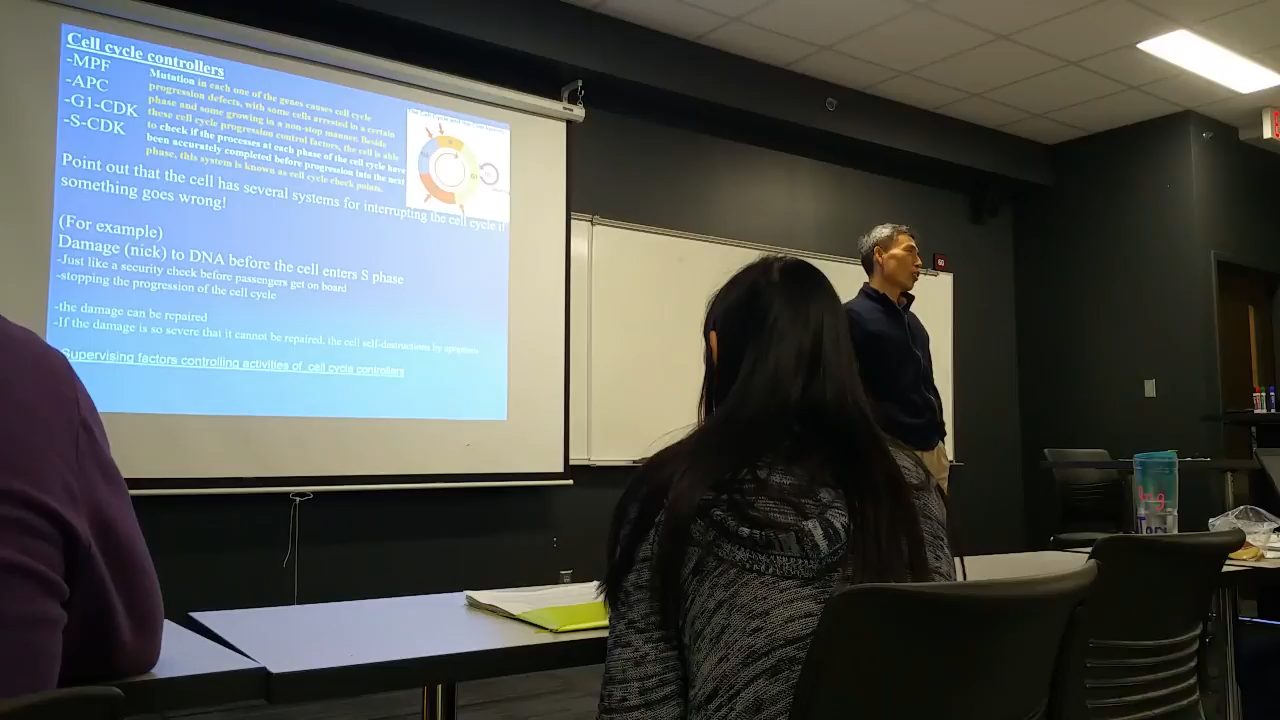 Cell cycle controllers
-MPF
-APC
-G1-CDK
-S-CDK
Mutation in each one of the genes causes cell cycle
progression defects, with some cells arrested in a certain
phase and some growing in a non-stop manner. Beside
these cell cycle progression control factors, the cell is able
to check if the processes at each phase of the cell cycle have
been accurately completed before progression into the next
phase, this system is known as cell cycle check points.
Point out that the cell has several systems for interrupting the cell cycle if
something goes wrong!
(For example)
Damage (nick) to DNA before the cell enters S phase
-Just like a security check before passengers get on board
-stopping the progression of the cell cycle
-the damage can be repaired
-If the damage is so severe that it cannot be repaired, the cell self-destructions by apoptosis
Supervising factors controlling activities of cell cycle controllers
60